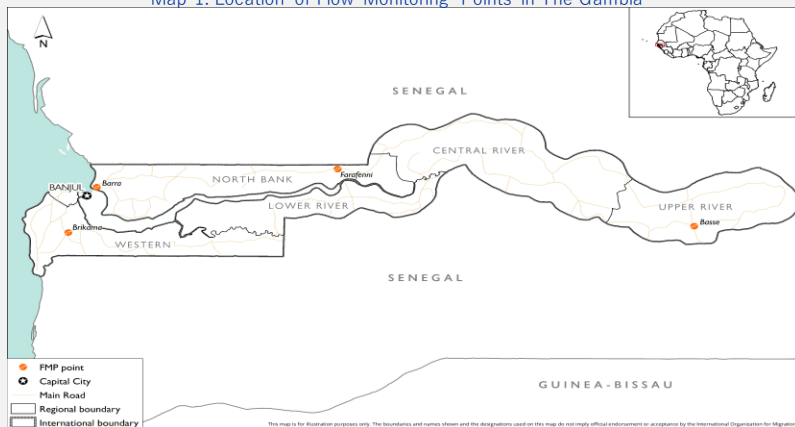 Map 1: Location of Flow Monitoring Points in The Gambia
N
SENEGAL
CENTRAL RIVER
Farafenni
NORTH BANK
Barra
BANJUL
LOWER RIVER
UPPER RIVER
Basse
Brikama
WESTERN
SENEGAL
FMP point
Capital City
Main Road
Regional boundary
International boundary
GUINEA-BISSAU
This map is for illustration purposes only. The boundaries and names shown and the designations used on this map do not imply official endorsement or acceptance by the International Organization for Migration